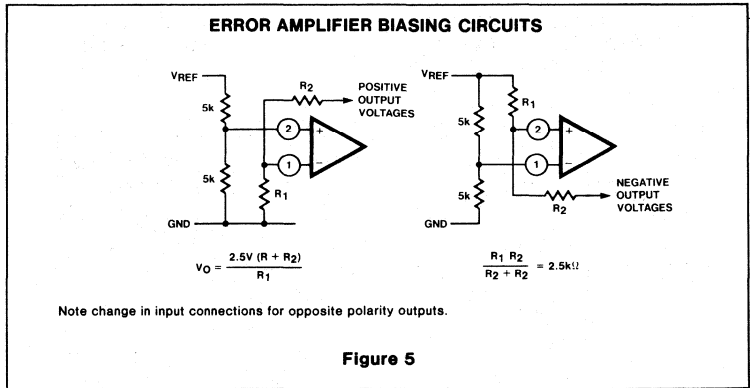 ERROR AMPLIFIER BIASING CIRCUITS
VREF
5k
5k
GND
R2
POSITIVE
OUTPUT
VOLTAGES
2
+
1
−
R1
VO = 2.5V (R + R2)
R1
VREF
5k
5k
GND
R1
2
+
1
−
R2
NEGATIVE
OUTPUT
VOLTAGES
R1 R2
R2 + R2
= 2.5kΩ
Note change in input connections for opposite polarity outputs.
Figure 5